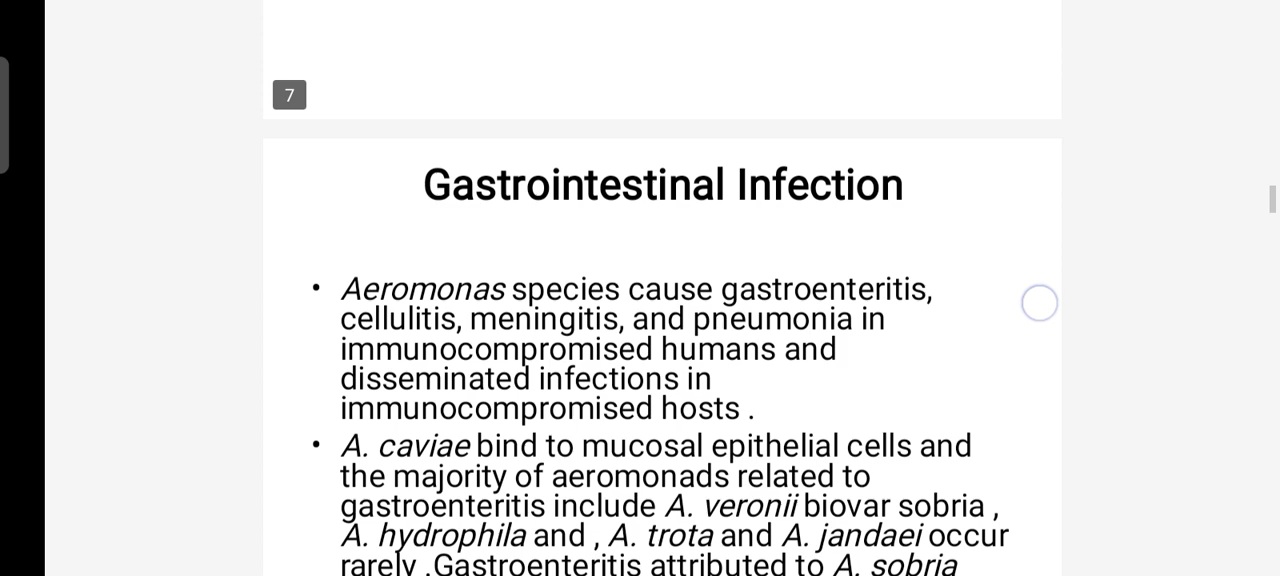 7
Gastrointestinal Infection
• Aeromonas species cause gastroenteritis,
cellulitis, meningitis, and pneumonia in
immunocompromised humans and
disseminated infections in
immunocompromised hosts .
• A. caviae bind to mucosal epithelial cells and
the majority of aeromonads related to
gastroenteritis include A. veronii biovar sobria ,
A. hydrophila and , A. trota and A. jandaei occur
rarely .Gastroenteritis attributed to A. sobria